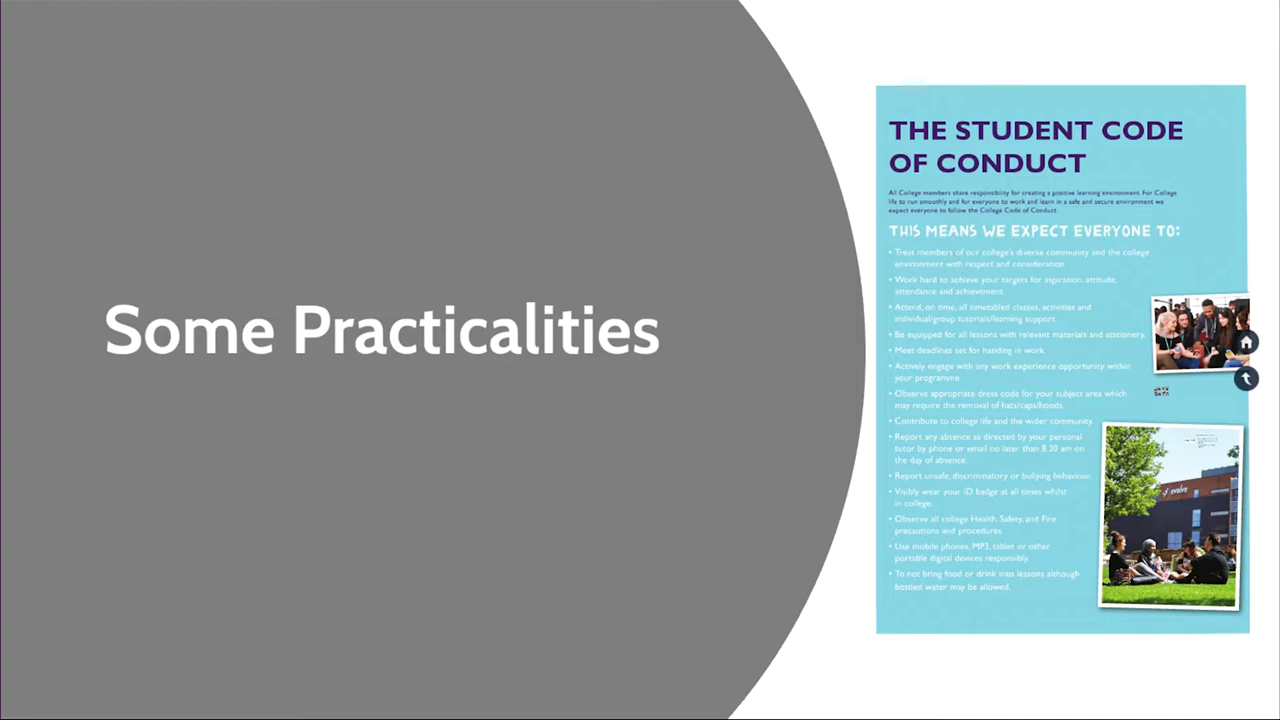 Some Practicalities
THE STUDENT CODE
OF CONDUCT
All College members share responsibility for creating a positive learning environment. For College
life to run smoothly and for everyone to work and learn in a safe and secure environment we
expect everyone to follow the College Code of Conduct.
THIS MEANS WE EXPECT EVERYONE TO:
• Treat members of our college's diverse community and the college
environment with respect and consideration.
• Work hard to achieve your targets for aspiration, attitude,
attendance and achievement.
• Attend, on time, all timetabled classes, activities and
individual/group tutorials/learning support.
• Be equipped for all lessons with relevant materials and stationery.
• Meet deadlines set for handing in work.
• Actively engage with any work experience opportunity within
your programme.
• Observe appropriate dress code for your subject area which
may require the removal of hats/caps/hoods.
• Contribute to college life and the wider community.
• Report any absence as directed by your personal
tutor by phone or email no later than 8.30 am on
the day of absence.
• Report unsafe, discriminatory or bullying behaviour.
• Visibly wear your ID badge at all times whilst
in college.
• Observe all college Health, Safety, and Fire
precautions and procedures.
• Use mobile phones, MP3, tablet or other
portable digital devices responsibly.
• To not bring food or drink into lessons although
bottled water may be allowed.
evolve